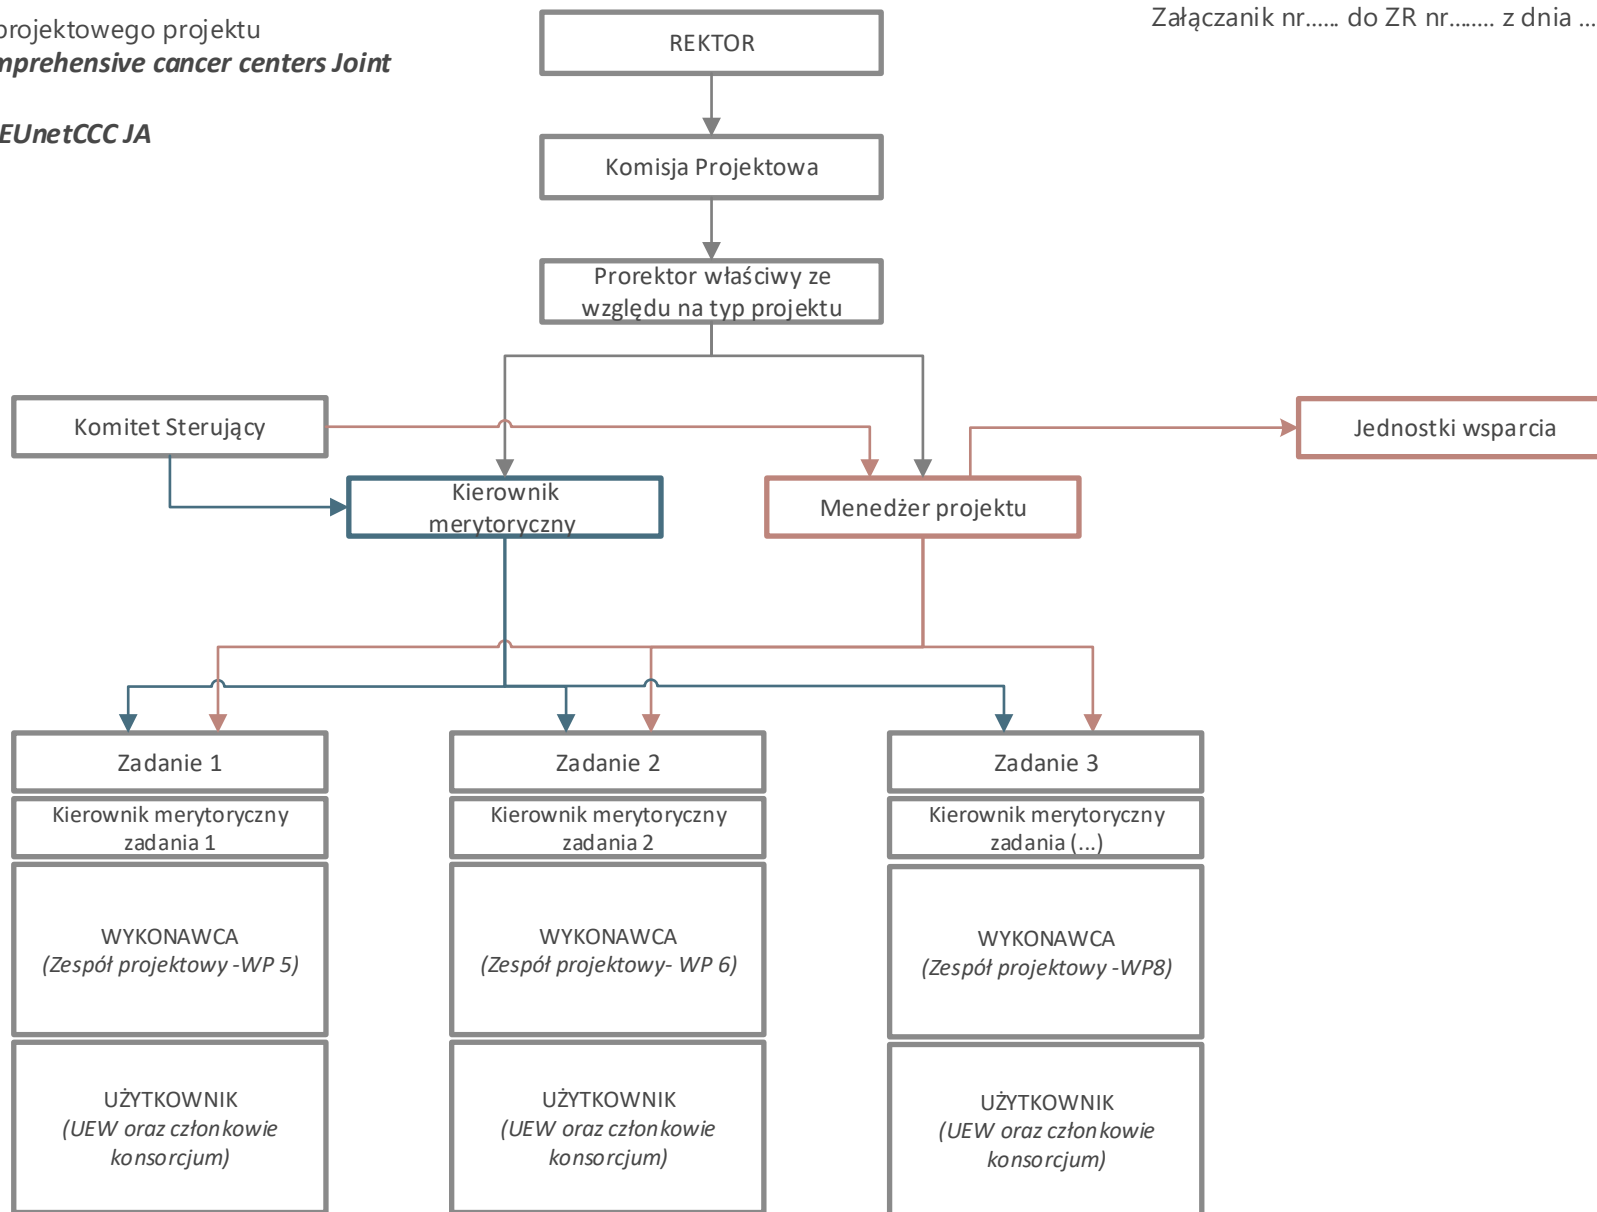 projektowego projektu
mprehensive cancer centers Joint
EUnetCCC JA
Załączanik nr...... do ZR nr........ z dnia ...
REKTOR
Komisja Projektowa
Prorektor właściwy ze
względu na typ projektu
Komitet Sterujący
Jednostki wsparcia
Kierownik
merytoryczny
Menedżer projektu
Zadanie 1
Kierownik merytoryczny
zadania 1
WYKONAWCA
(Zespół projektowy -WP 5)
UŻYTKOWNIK
(UEW oraz członkowie
konsorcjum)
Zadanie 2
Kierownik merytoryczny
zadania 2
WYKONAWCA
(Zespół projektowy- WP 6)
UŻYTKOWNIK
(UEW oraz członkowie
konsorcjum)
Zadanie 3
Kierownik merytoryczny
zadania (...)
WYKONAWCA
(Zespół projektowy -WP8)
UŻYTKOWNIK
(UEW oraz członkowie
konsorcjum)